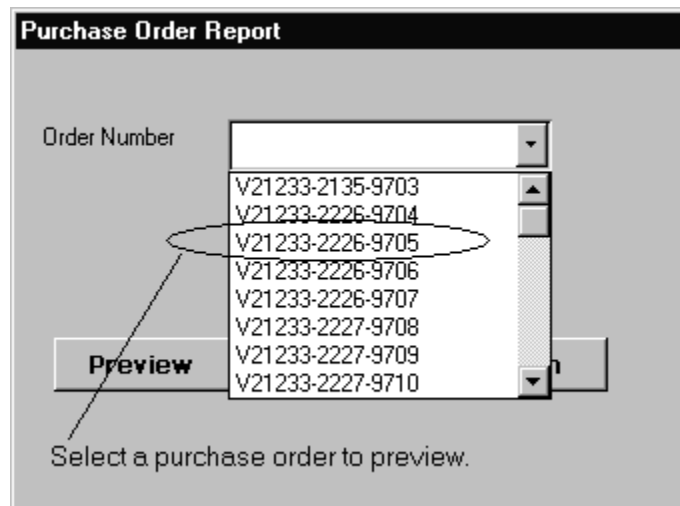 Purchase Order Report
Order Number
V21233-2135-9703
V21233-2226-9704
V21233-2226-9705
V21233-2226-9706
V21233-2226-9707
V21233-2227-9708
V21233-2227-9709
V21233-2227-9710
Preview
Select a purchase order to preview.